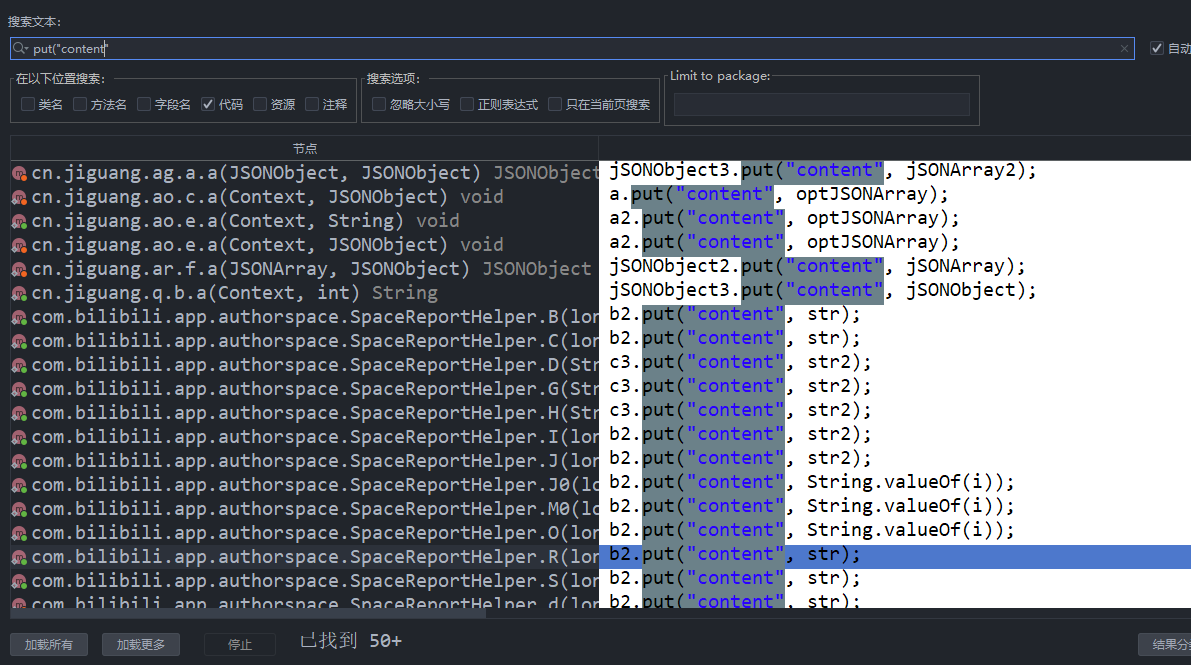 搜索文本：
put("content"
自动
在以下位置搜索：
类名 方法名 字段名 代码 资源 注释
搜索选项：
忽略大小写 正则表达式 只在当前页搜索
Limit to package:
节点
cn.jiguang.ag.a.a(JSONObject, JSONObject) JSONObject jSONObject3.put("content", jSONArray2);
cn.jiguang.ao.c.a(Context, JSONObject) void a.put("content", optJSONArray);
cn.jiguang.ao.e.a(Context, String) void a2.put("content", optJSONArray);
cn.jiguang.ao.e.a(Context, JSONObject) void a2.put("content", optJSONArray);
cn.jiguang.ar.f.a(JSONArray, JSONObject) JSONObject jSONObject2.put("content", jSONArray);
cn.jiguang.q.b.a(Context, int) String jSONObject3.put("content", jSONObject);
com.bilibili.app.authorspace.SpaceReportHelper.B(lon b2.put("content", str);
com.bilibili.app.authorspace.SpaceReportHelper.C(lon b2.put("content", str);
com.bilibili.app.authorspace.SpaceReportHelper.D(Str c3.put("content", str2);
com.bilibili.app.authorspace.SpaceReportHelper.G(Str c3.put("content", str2);
com.bilibili.app.authorspace.SpaceReportHelper.H(Str c3.put("content", str2);
com.bilibili.app.authorspace.SpaceReportHelper.I(lon b2.put("content", str2);
com.bilibili.app.authorspace.SpaceReportHelper.J(lon b2.put("content", str2);
com.bilibili.app.authorspace.SpaceReportHelper.J0(lo b2.put("content", String.valueOf(i));
com.bilibili.app.authorspace.SpaceReportHelper.M0(lo b2.put("content", String.valueOf(i));
com.bilibili.app.authorspace.SpaceReportHelper.O(lon b2.put("content", String.valueOf(i));
com.bilibili.app.authorspace.SpaceReportHelper.R(lon b2.put("content", str);
com.bilibili.app.authorspace.SpaceReportHelper.S(lon b2.put("content", str);
com.bilibili.app.authorspace.SpaceReportHelper.d(lon b2.put("content", str);
加载所有 加载更多 停止 已找到 50+ 结果分